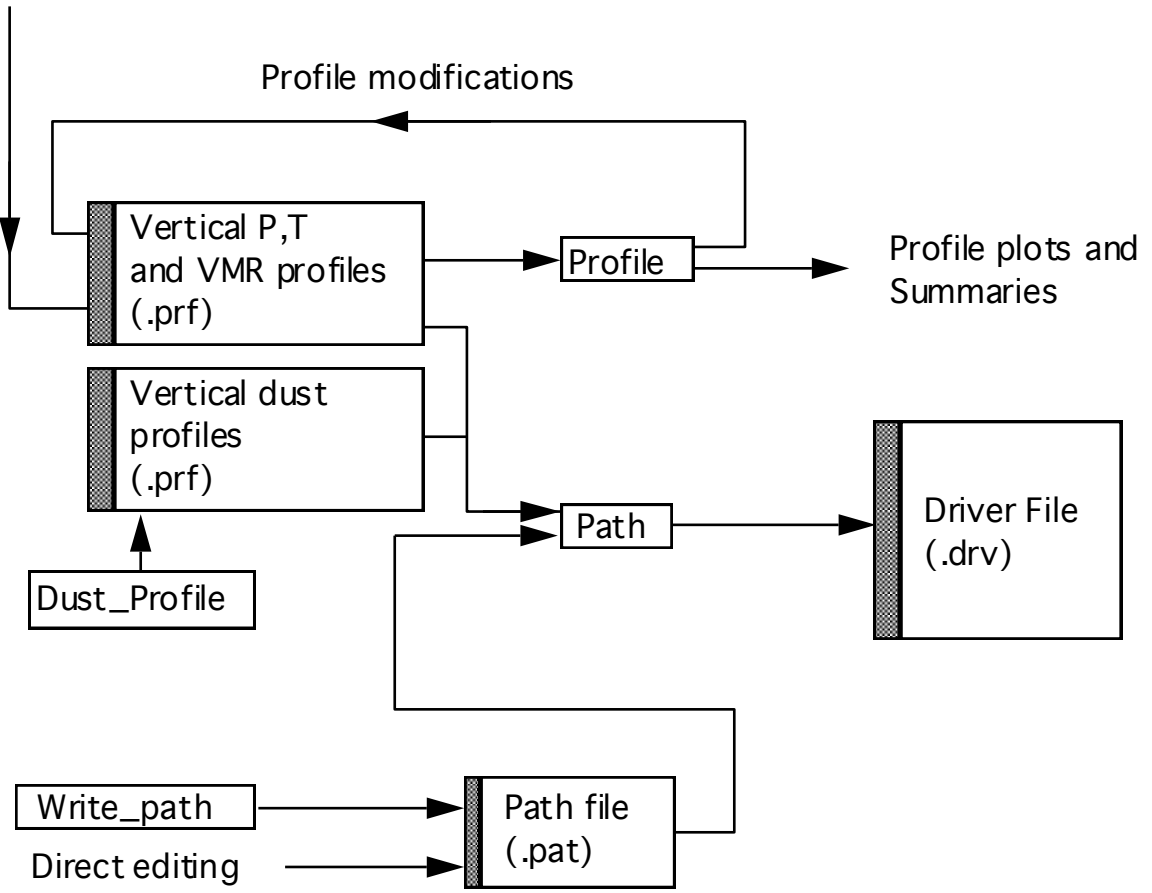 Profile modifications
Vertical P,T
and VMR profiles
(.prf)
Profile
Profile plots and
Summaries
Vertical dust
profiles
(.prf)
Path
Driver File
(.drv)
Dust_Profile
Write_path
Path file
(.pat)
Direct editing